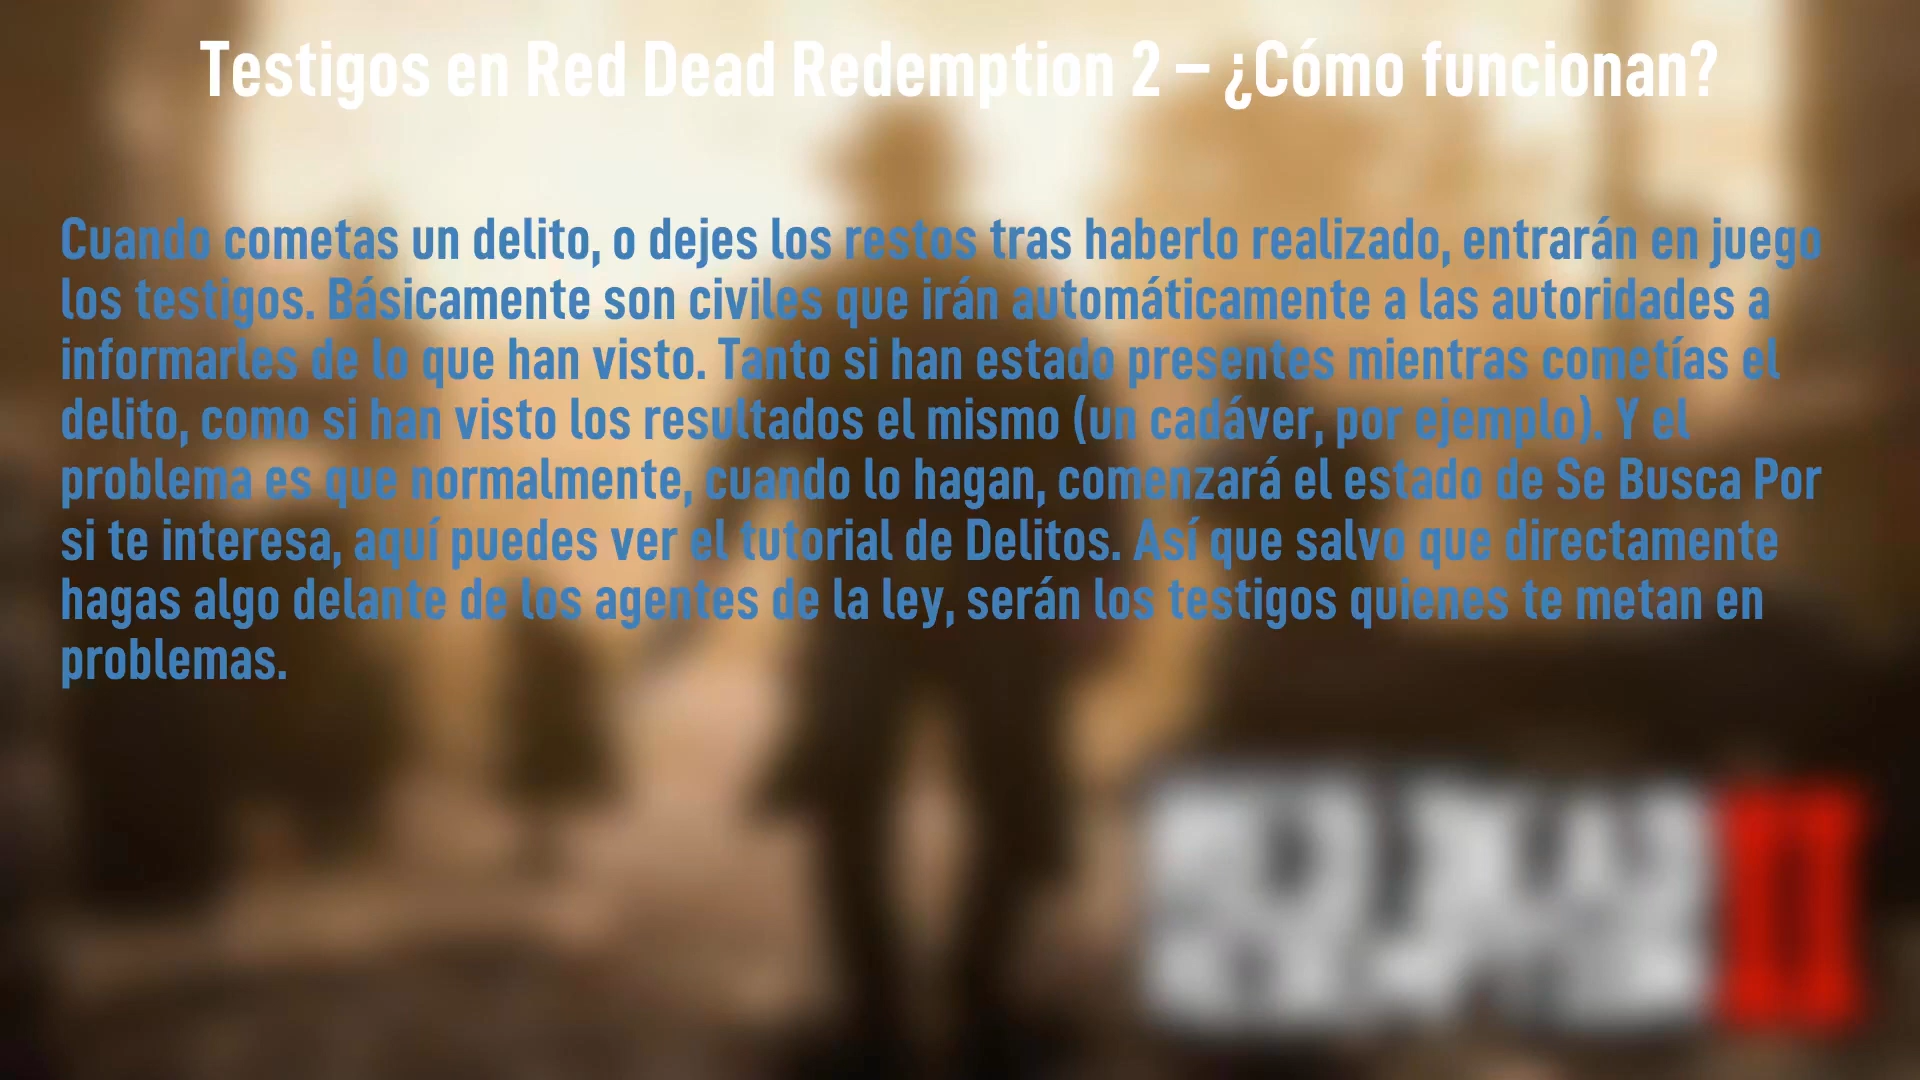 Testigos en Red Dead Redemption 2 – ¿Cómo funcionan?
Cuando cometas un delito, o dejes los restos tras haberlo realizado, entrarán en juego
los testigos. Básicamente son civiles que irán automáticamente a las autoridades a
informarles de lo que han visto. Tanto si han estado presentes mientras cometías el
delito, como si han visto los resultados el mismo (un cadáver, por ejemplo). Y el
problema es que normalmente, cuando lo hagan, comenzará el estado de Se Busca Por
si te interesa, aquí puedes ver el tutorial de Delitos. Así que salvo que directamente
hagas algo delante de los agentes de la ley, serán los testigos quienes te metan en
problemas.